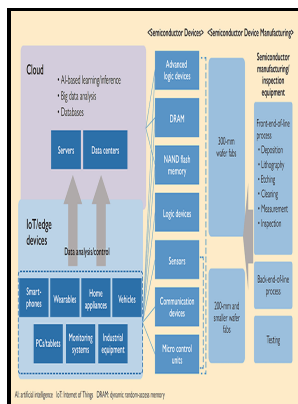 <Semiconductor Devices>
<Semiconductor Device Manufacturing>
Cloud
• AI-based learning/inference
• Big data analysis
• Databases
Servers
Data centers
IoT/edge
devices
Data analysis/control
Smart-
phones
Wearables
Home
appliances
Vehicles
PCs/tablets
Monitoring
systems
Industrial
equipment
Advanced
logic devices
DRAM
NAND flash
memory
Logic devices
Sensors
Communication
devices
Micro control
units
300-mm
wafer fabs
200-mm and
smaller wafer
fabs
Semiconductor
manufacturing/
inspection
equipment
Front-end-of-line
process
• Deposition
• Lithography
• Etching
• Cleaning
• Measurement
• Inspection
Back-end-of-line
process
Testing
AI: artificial intelligence IoT: Internet of Things DRAM: dynamic random-access memory